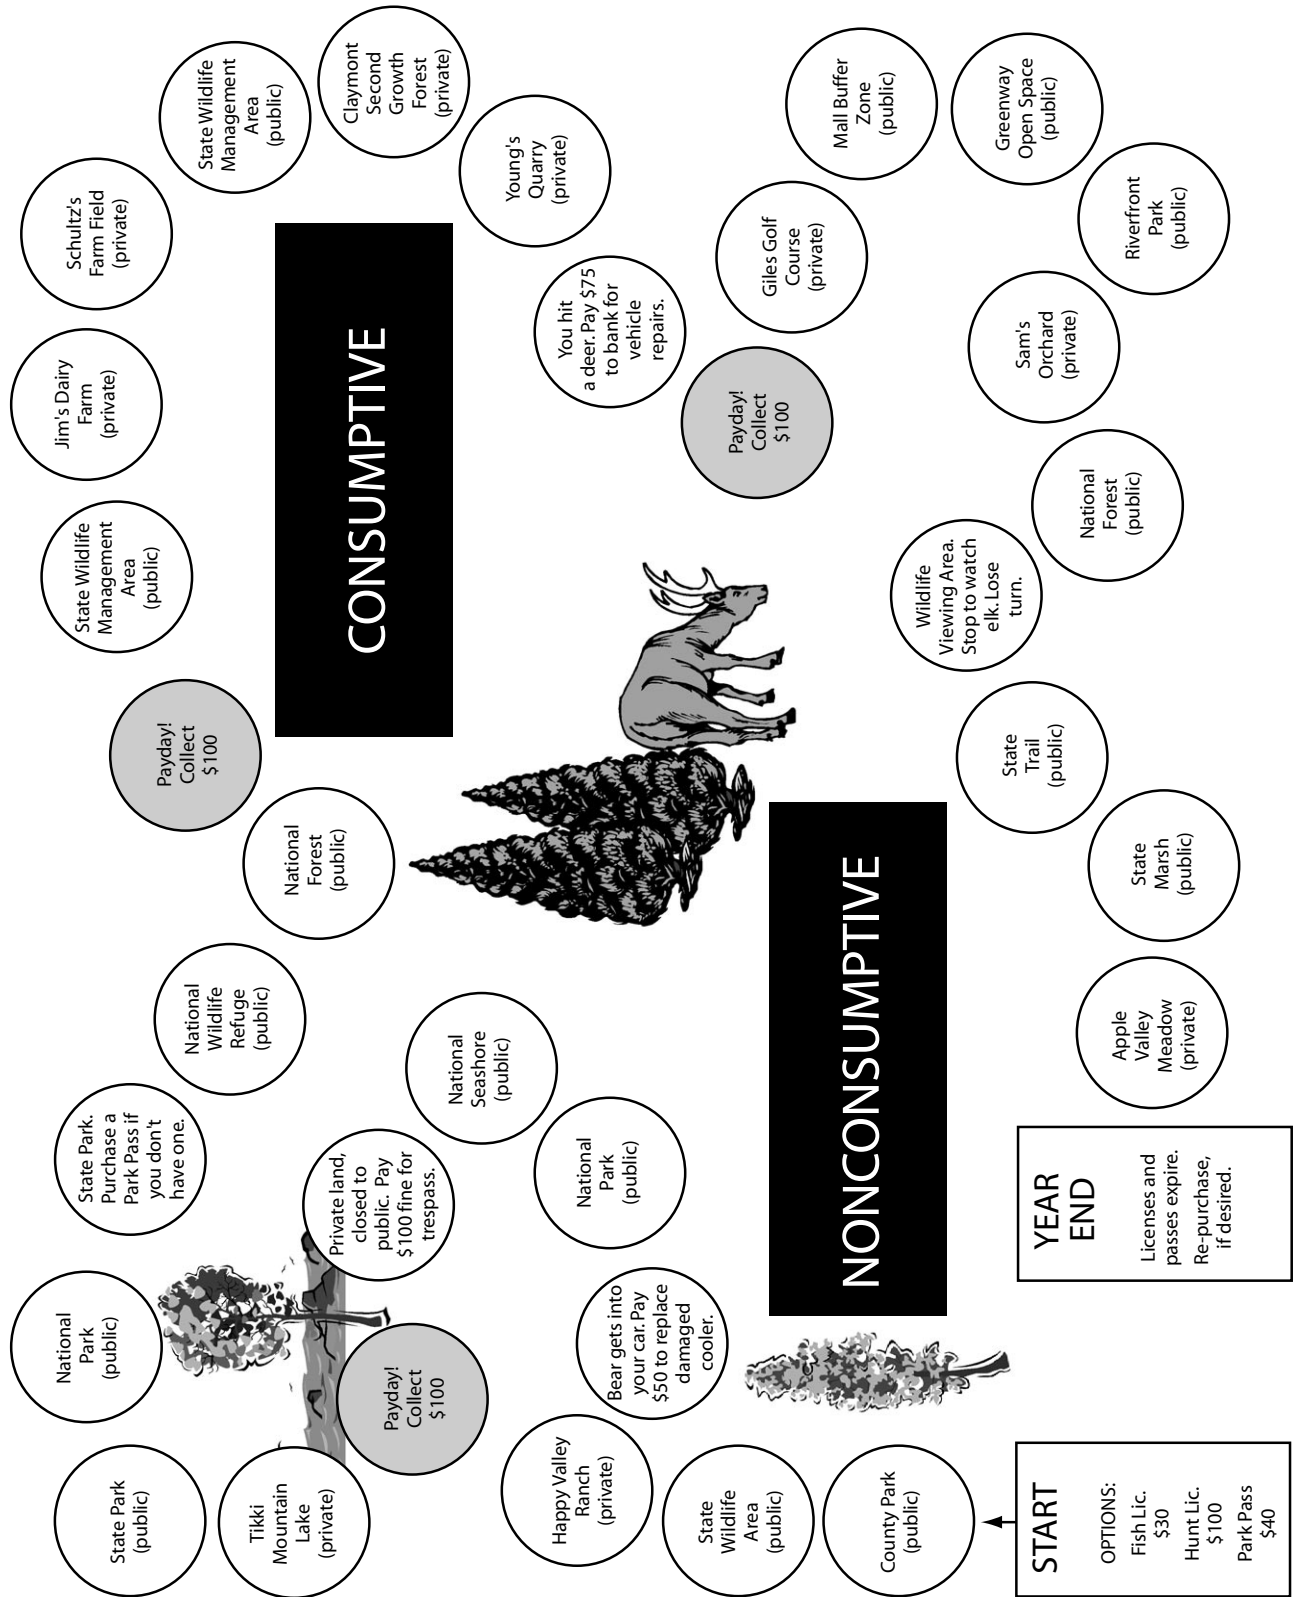 START
OPTIONS:
Fish Lic.
$30
Hunt Lic.
$100
Park Pass
$40
County Park
(public)
State
Wildlife
Area
(public)
Happy Valley
Ranch
(private)
Bear gets into
your car. Pay
$50 to replace
damaged
cooler.
National
Park
(public)
National
Seashore
(public)
Private land,
closed to
public. Pay
$100 fine for
trespass.
Payday!
Collect
$100
Tikki
Mountain
Lake
(private)
State Park
(public)
National
Park
(public)
State Park.
Purchase a
Park Pass if
you don't
have one.
National
Wildlife
Refuge
(public)
National
Forest
(public)
Payday!
Collect
$100
State Wildlife
Management
Area
(public)
Jim's Dairy
Farm
(private)
Schultz's
Farm Field
(private)
State Wildlife
Management
Area
(public)
Claymont
Second
Growth
Forest
(private)
Young's
Quarry
(private)
You hit
a deer. Pay $75
to bank for
vehicle
repairs.
Payday!
Collect
$100
Giles Golf
Course
(private)
Mall Buffer
Zone
(public)
Greenway
Open Space
(public)
Riverfront
Park
(public)
Sam's
Orchard
(private)
National
Forest
(public)
Wildlife
Viewing Area.
Stop to watch
elk. Lose
turn.
State
Trail
(public)
State
Marsh
(public)
Apple
Valley
Meadow
(private)
YEAR
END
Licenses and
passes expire.
Re-purchase,
if desired.
CONSUMPTIVE
NONCONSUMPTIVE